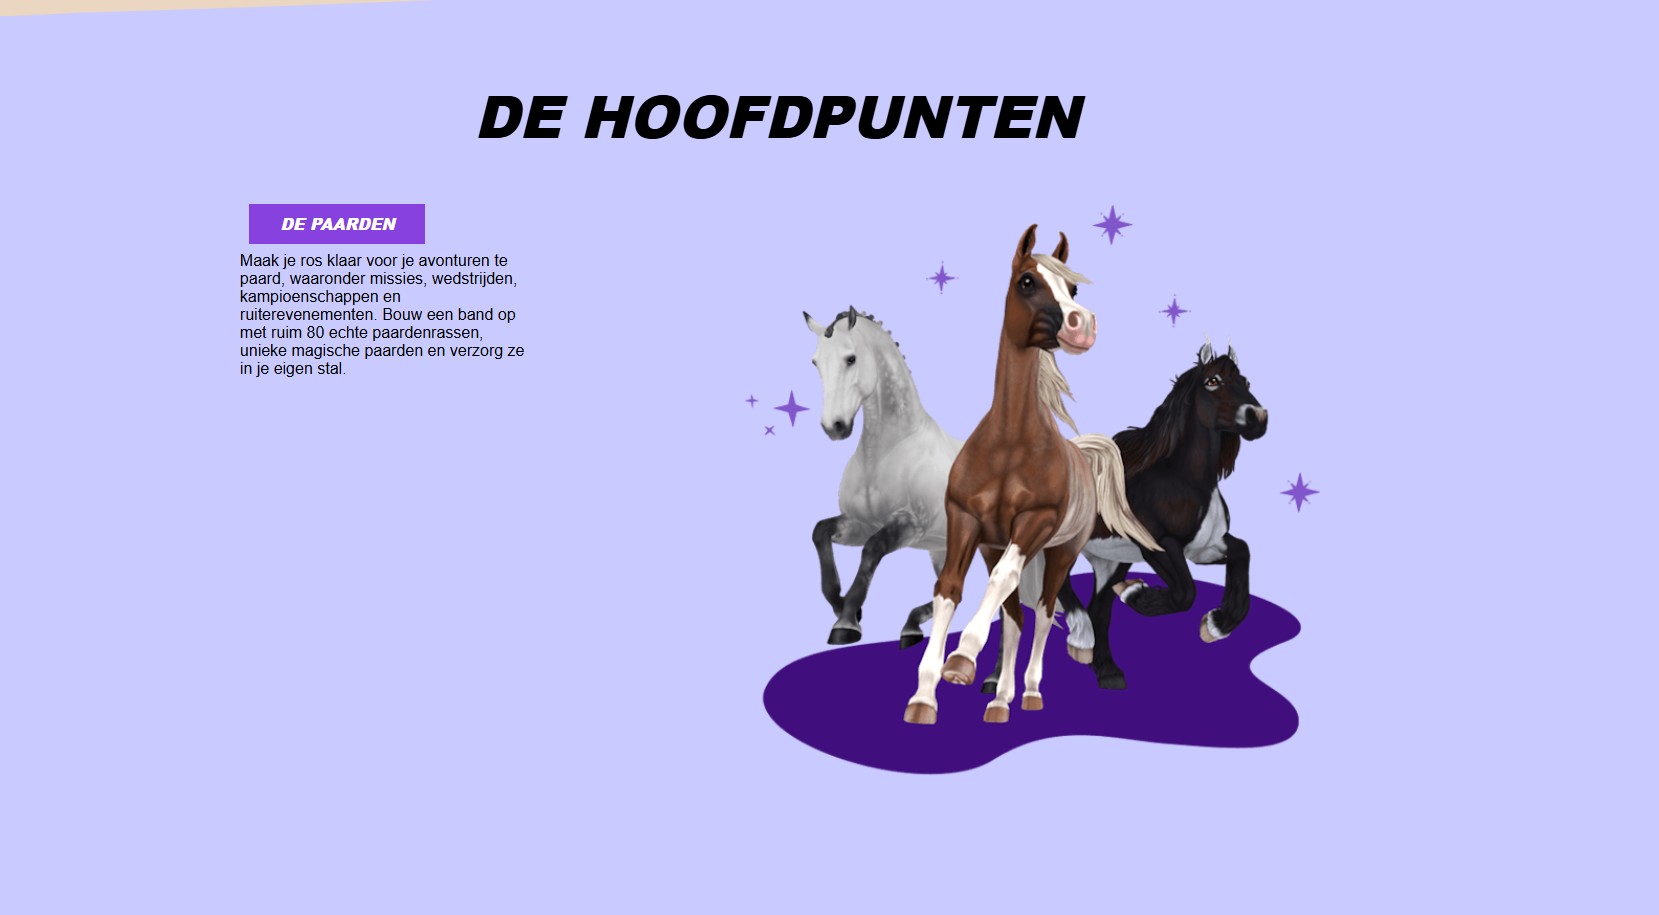 DE HOOFDPUNTEN
DE PAARDEN
Maak je ros klaar voor je avonturen te
paard, waaronder missies, wedstrijden,
kampioenschappen en
ruiterevenementen. Bouw een band op
met ruim 80 echte paardenrassen,
unieke magische paarden en verzorg ze
in je eigen stal.